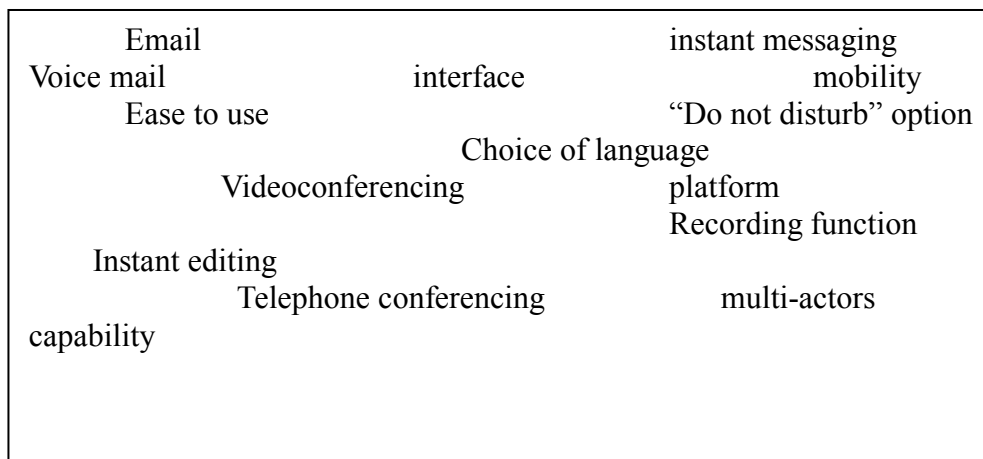 Email instant messaging
Voice mail interface mobility
Ease to use “Do not disturb” option
Choice of language
Videoconferencing platform
Recording function
Instant editing
Telephone conferencing multi-actors
capability